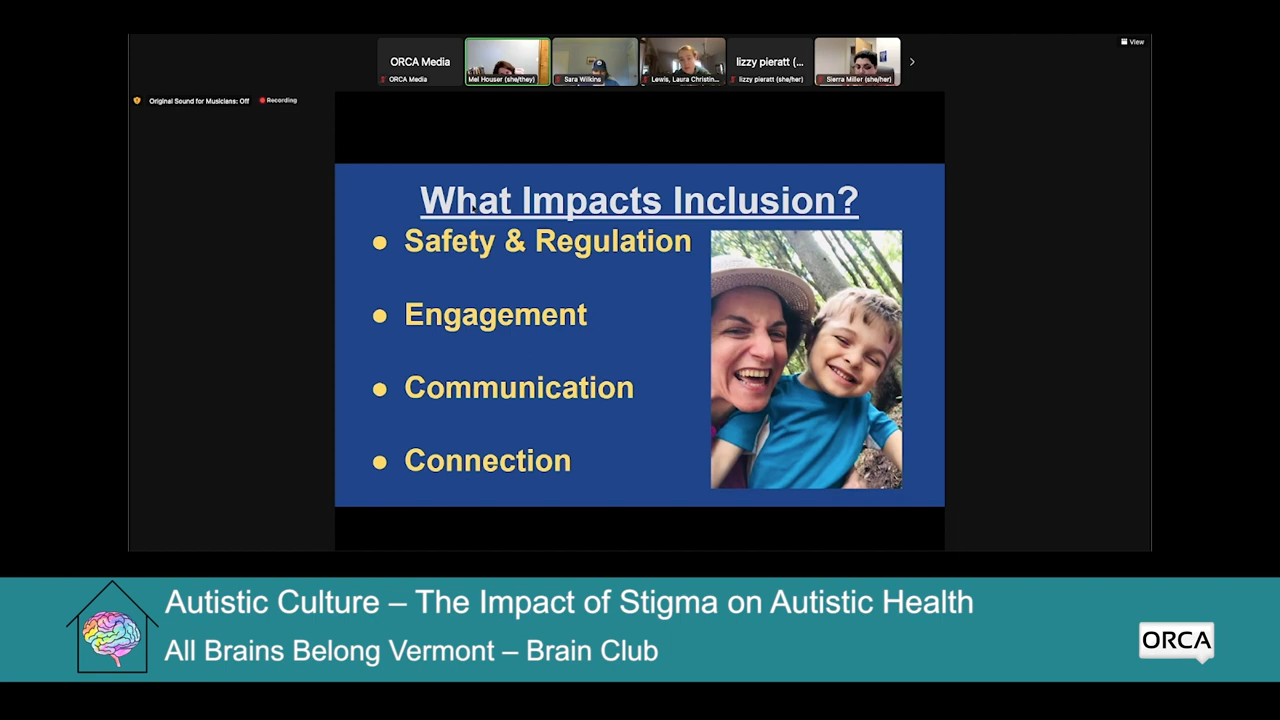 View
ORCA Media
ORCA Media
Mel Houser (she/they)
Sara Wilkins
Lewis, Laura Christin...
lizzy pieratt (...
lizzy pieratt (she/her)
Sierra Miller (she/her)
Original Sound for Musicians: Off
Recording
What Impacts Inclusion?
● Safety & Regulation
● Engagement
● Communication
● Connection
Autistic Culture – The Impact of Stigma on Autistic Health
All Brains Belong Vermont – Brain Club
ORCA